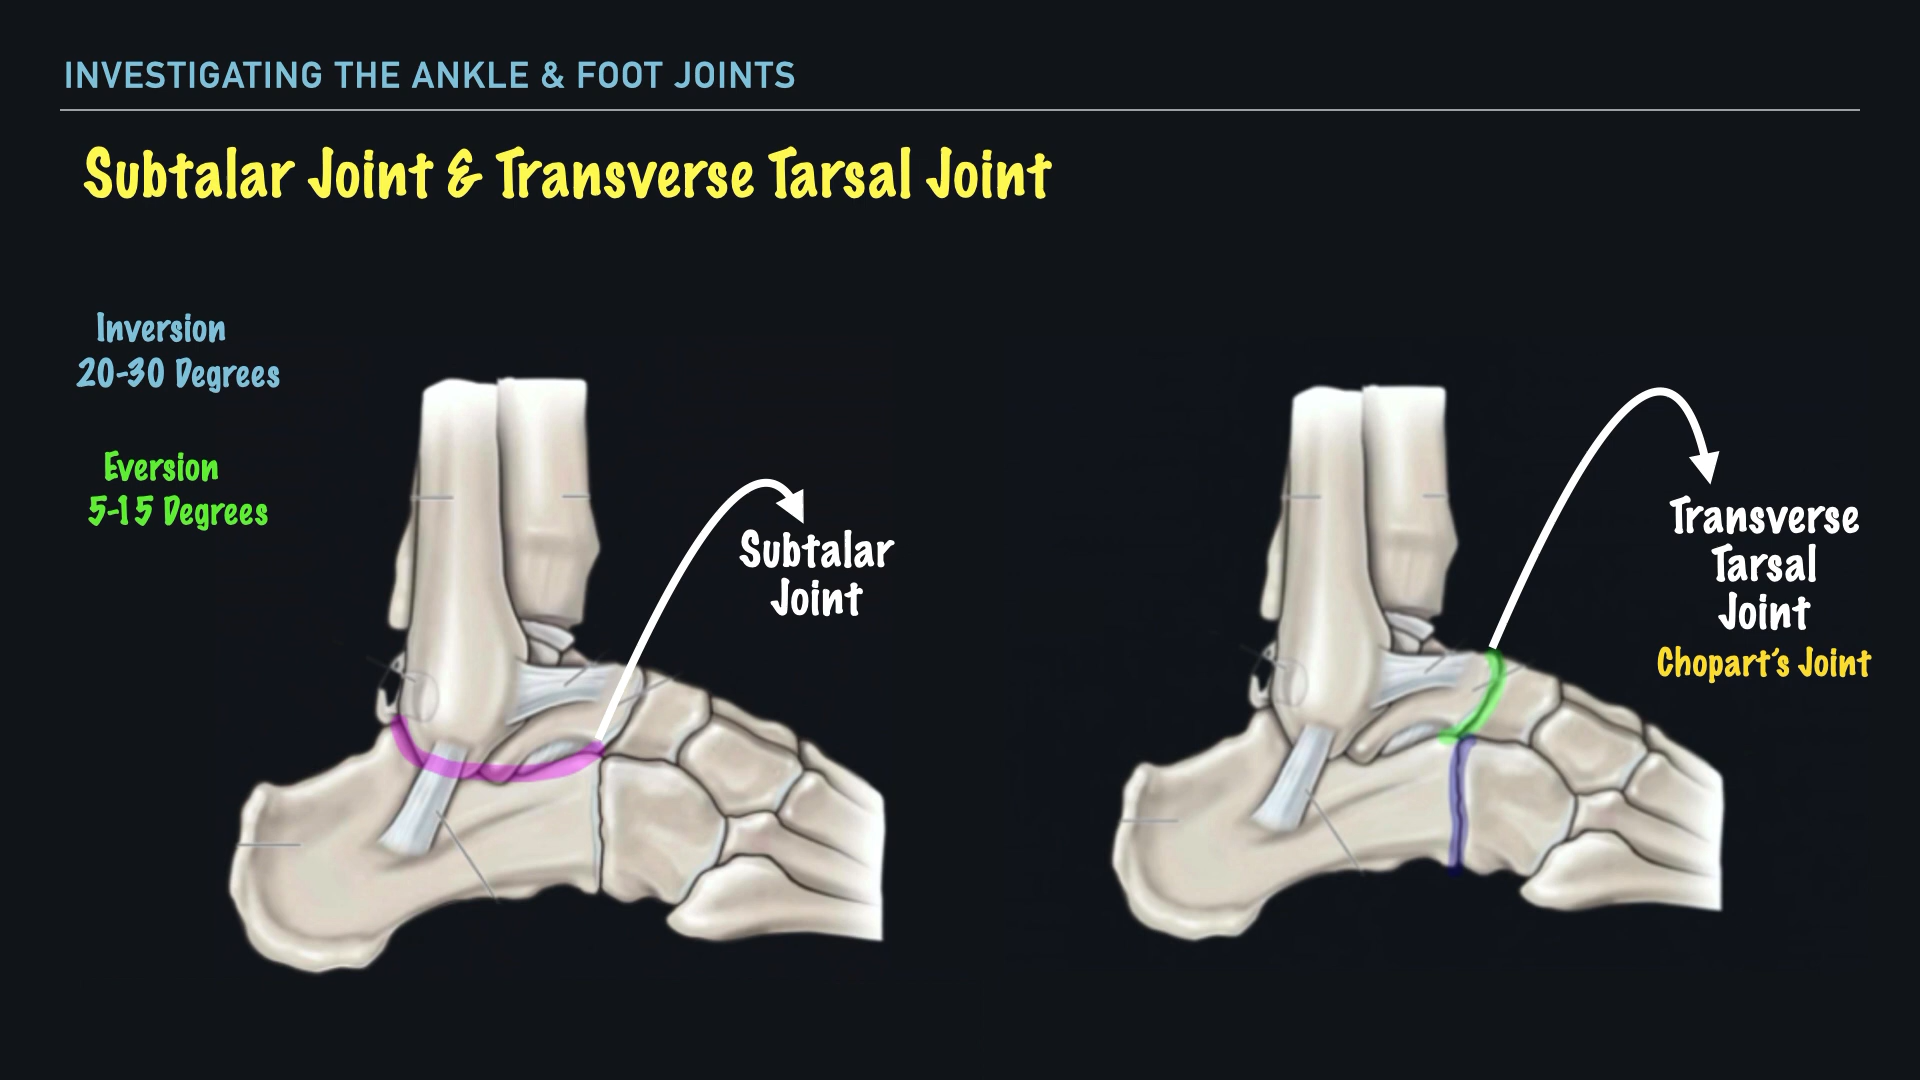 INVESTIGATING THE ANKLE & FOOT JOINTS
Subtalar Joint & Transverse Tarsal Joint
Inversion
20-30 Degrees
Eversion
5-15 Degrees
Subtalar
Joint
Transverse
Tarsal
Joint
Chopart's Joint